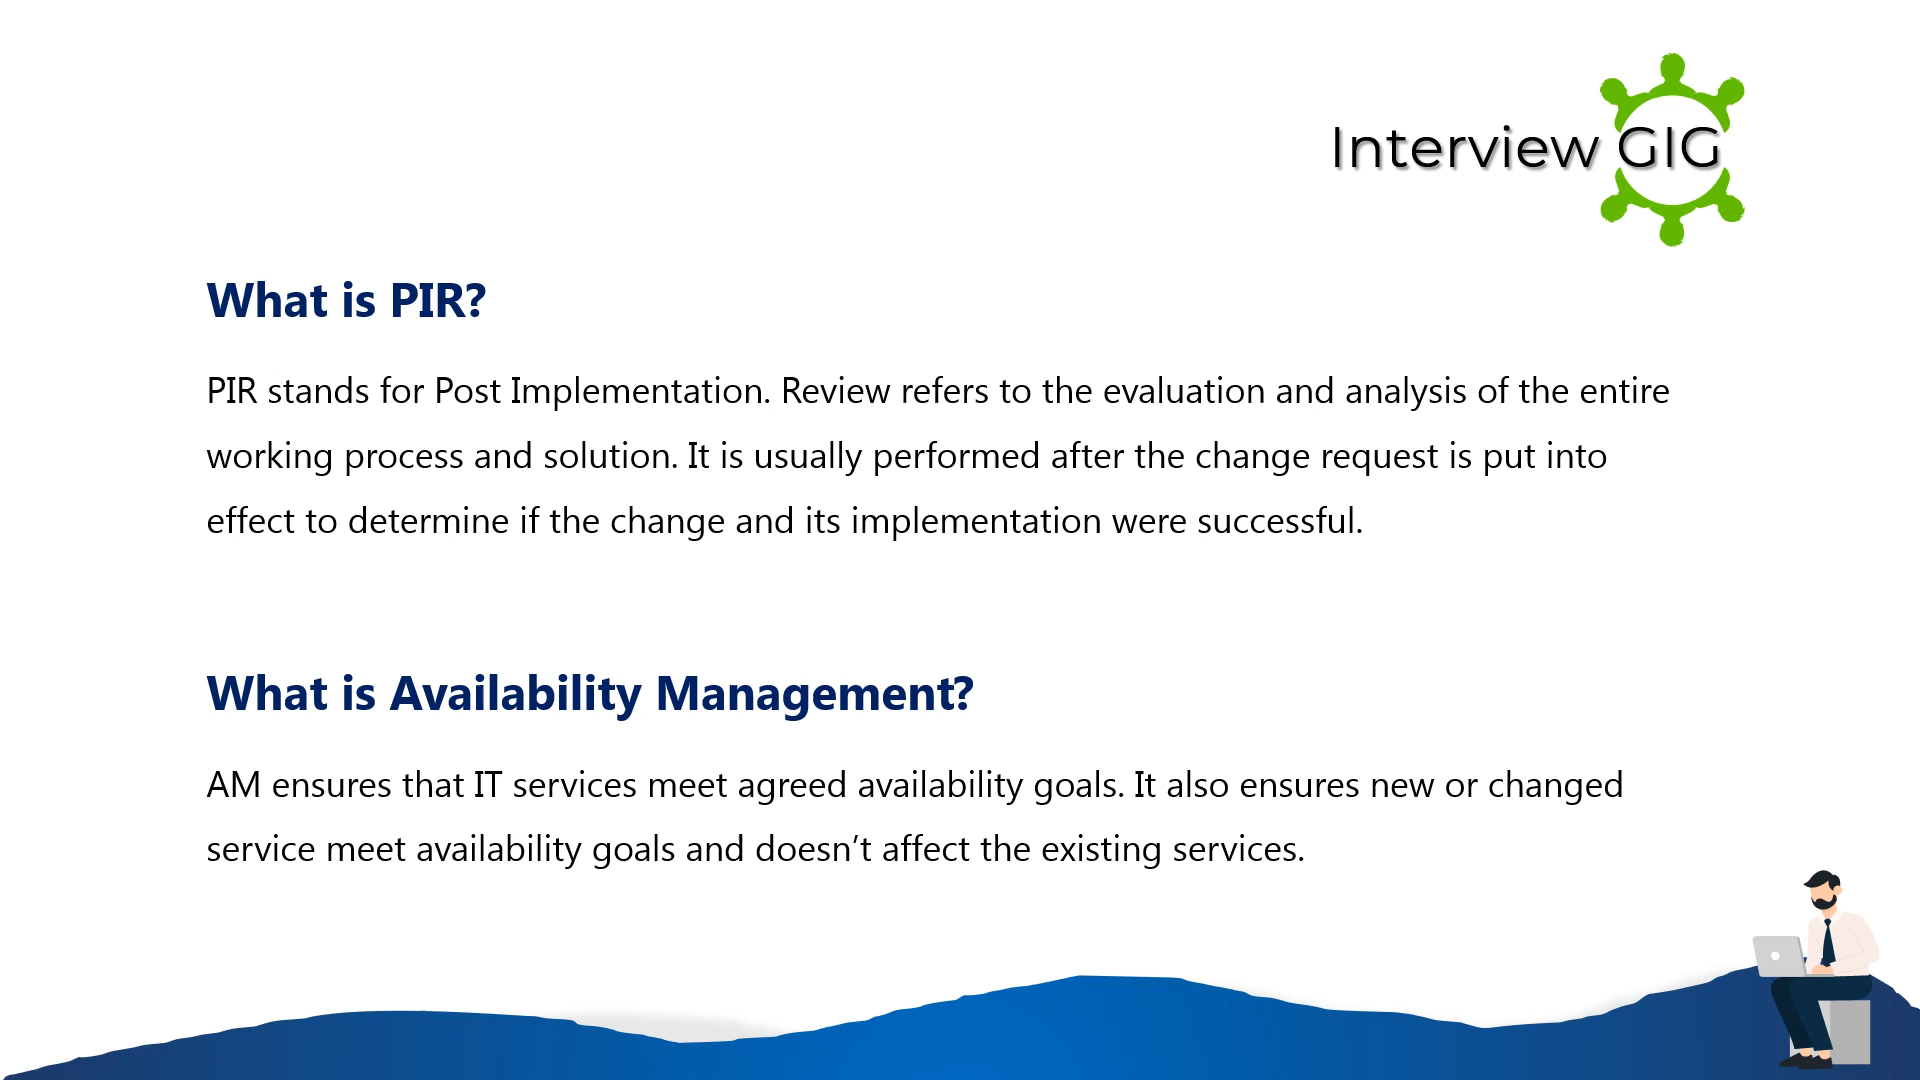 Interview GIG
What is PIR?
PIR stands for Post Implementation. Review refers to the evaluation and analysis of the entire
working process and solution. It is usually performed after the change request is put into
effect to determine if the change and its implementation were successful.
What is Availability Management?
AM ensures that IT services meet agreed availability goals. It also ensures new or changed
service meet availability goals and doesn’t affect the existing services.